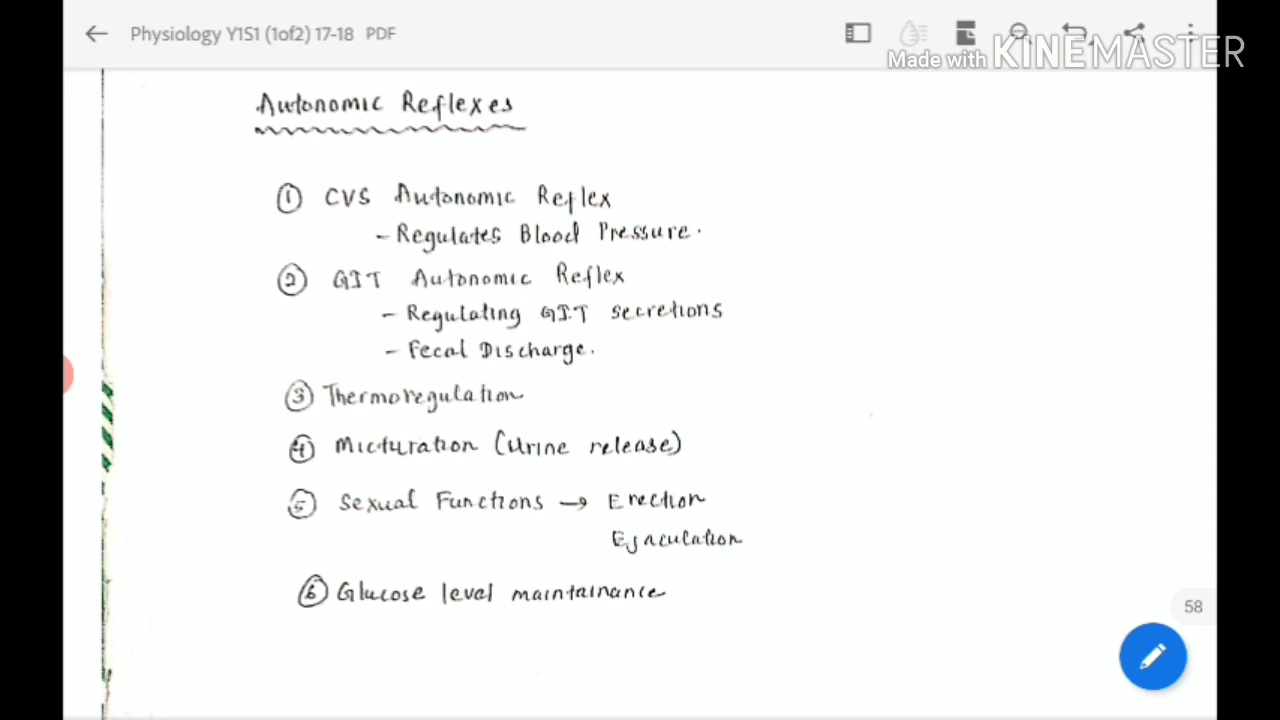 Physiology Y1S1 (1of2) 17-18 PDF
Made with KINEMASTER
Autonomic Reflexes
1 CVS Autonomic Reflex
- Regulates Blood Pressure.
2 GIT Autonomic Reflex
- Regulating GIT secretions
- Fecal Discharge.
3 Thermoregulation
4 Micturation (Urine release)
5 Sexual Functions → Erection
Ejaculation
6 Glucose level maintainance
58